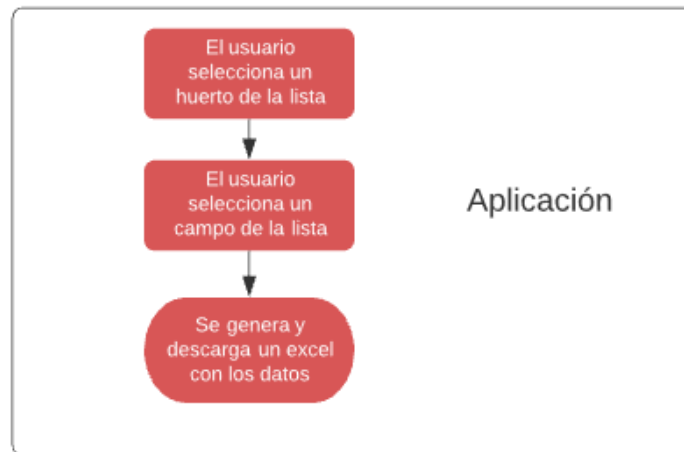 El usuario
selecciona un
huerto de la lista
El usuario
selecciona un
campo de la lista
Aplicación
Se genera y
descarga un excel
con los datos